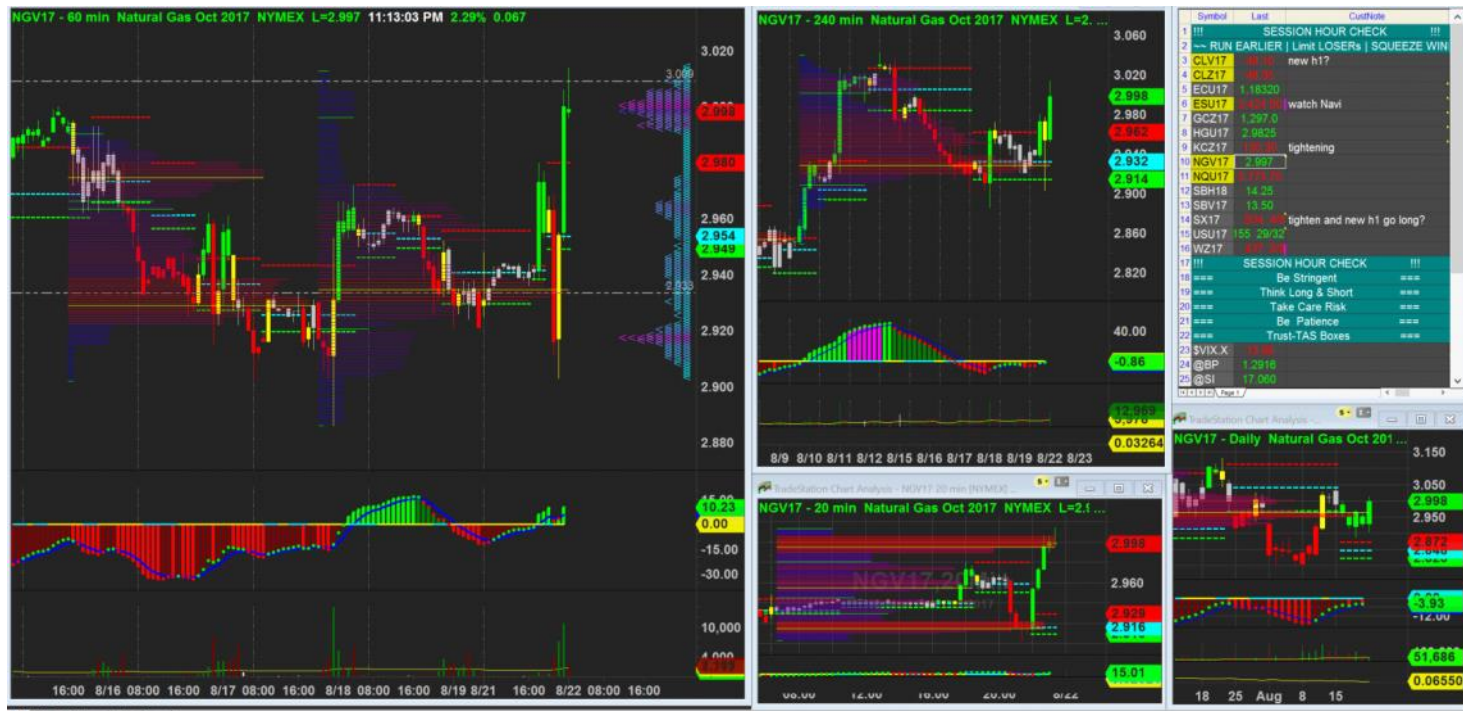 NGV17 - 60 min Natural Gas Oct 2017 NYMEX L=2.997 11:13:03 PM 2.29% 0.067
3.020
3.009
2.998
2.980
2.960
2.954
2.949
2.940
2.933
2.920
2.900
2.880
10.23
0.00
-15.00
-30.00
10,000
16:00 8/16 08:00 16:00 8/17 08:00 16:00 8/18 08:00 16:00 8/19 8/21 16:00 8/22 08:00 16:00
NGV17 - 240 min Natural Gas Oct 2017 NYMEX L=2. ...
3.060
3.020
2.998
2.980
2.962
2.932
2.914
2.900
2.860
2.820
40.00
-0.86
12,969
0.03264
8/9 8/10 8/11 8/12 8/15 8/16 8/17 8/18 8/19 8/22 8/23
TradeStation Chart Analysis - NGV17 20 min [NYMEX] ...
NGV17 - 20 min Natural Gas Oct 2017 NYMEX L=2.9 ...
NGV17 20 min
2.998
2.960
2.929
2.916
15.01
08:00 12:00 16:00 20:00 8/22
Symbol Last CustNote
1 !!! SESSION HOUR CHECK !!!
2 ~~ RUN EARLIER | Limit LOSERs | SQUEEZE WIN
3 CLV17 new h1?
4 CLZ17
5 ECU17 1.18320
6 ESU17 watch Navi
7 GCZ17 1,297.0
8 HGU17 2.9825
9 KCZ17 tightening
10 NGV17 2.997
11 NQU17
12 SBH18 14.25
13 SBV17 13.50
14 SX17 tighten and new h1 go long?
15 USU17 155 29/32
16 WZ17
17 !!! SESSION HOUR CHECK !!!
18 === Be Stringent ===
19 === Think Long & Short ===
20 === Take Care Risk ===
21 === Be Patience ===
22 === Trust-TAS Boxes ===
23 $VIX.X
24 @BP 1.2916
25 @SI 17.060
Page 1
TradeStation Chart Analysis - ...
NGV17 - Daily Natural Gas Oct 201 ...
3.150
3.050
2.998
2.950
2.872
-3.93
-12.00
51,686
0.06550
18 25 Aug 8 15